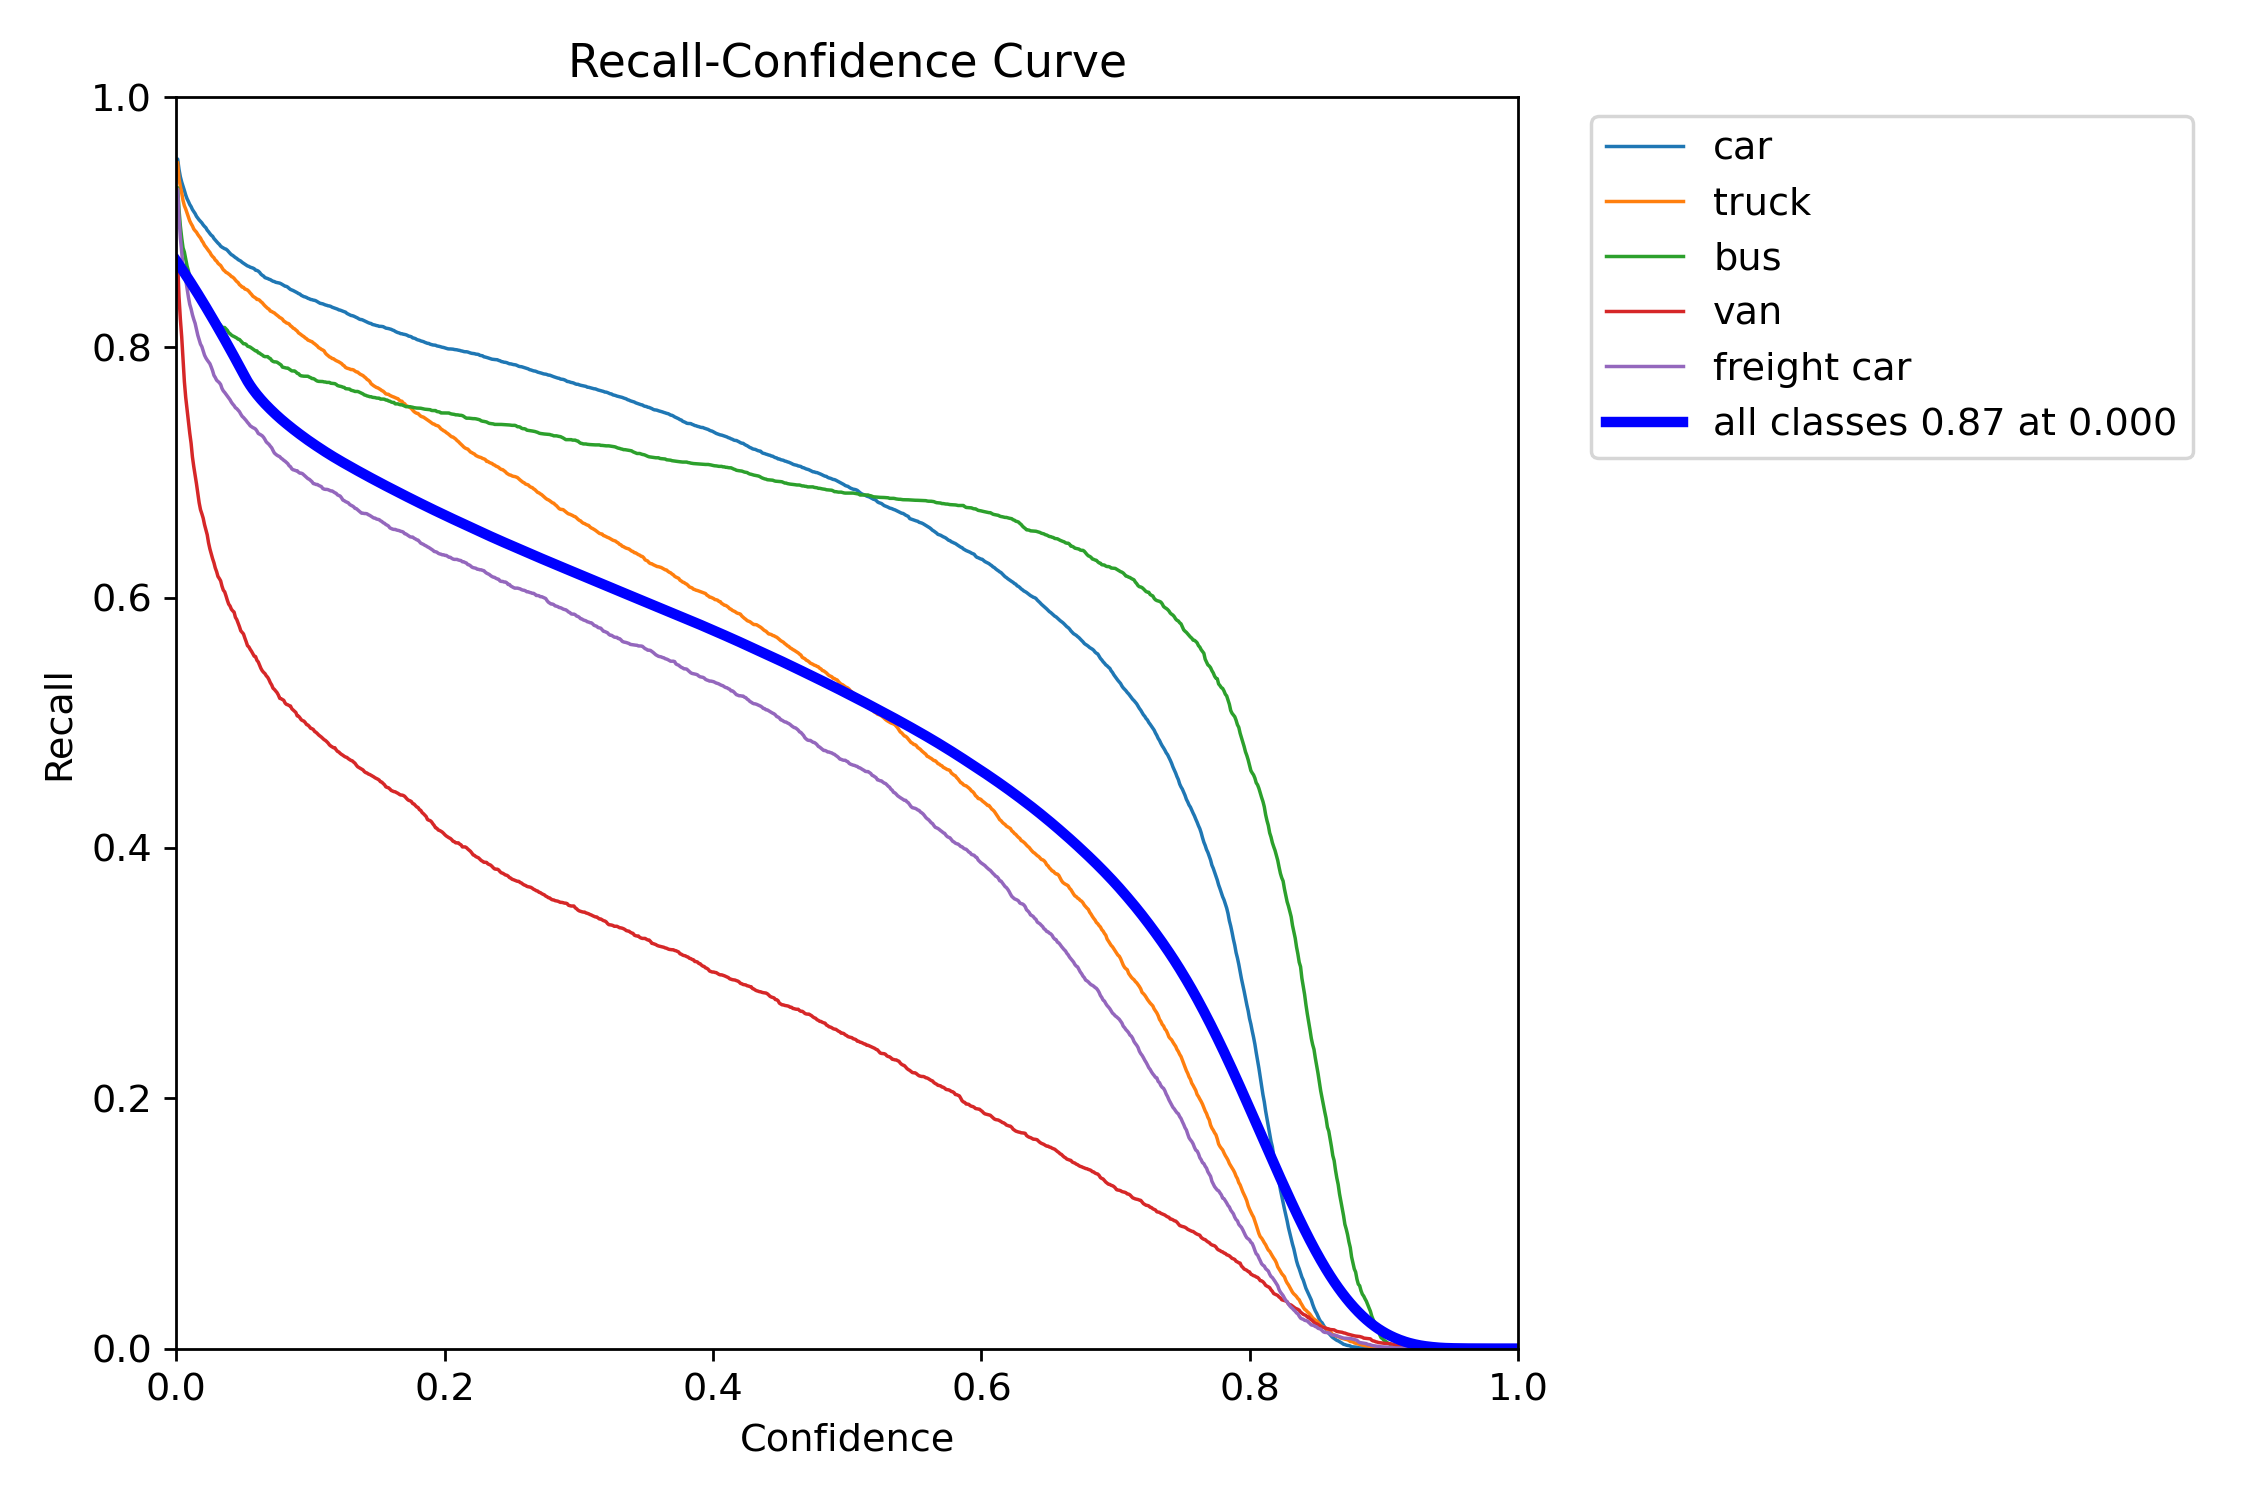 Recall-Confidence Curve
1.0
0.8
0.6
0.4
0.2
0.0
Recall
0.0 0.2 0.4 0.6 0.8 1.0
Confidence
car
truck
bus
van
freight car
all classes 0.87 at 0.000